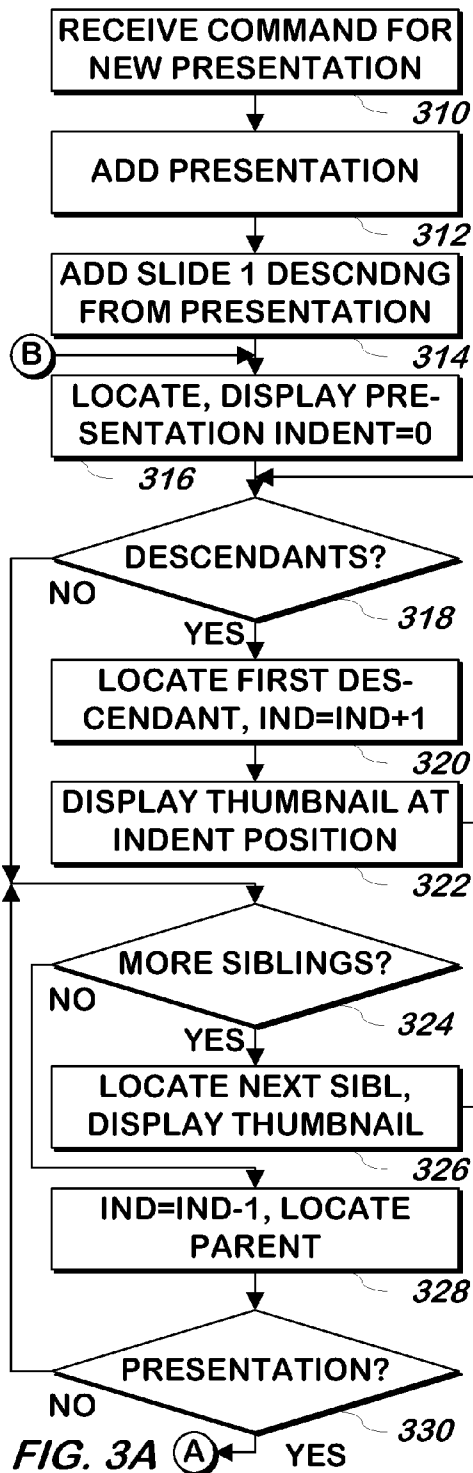 RECEIVE COMMAND FOR
NEW PRESENTATION
310
ADD PRESENTATION
312
ADD SLIDE 1 DESCNDNG
FROM PRESENTATION
314
B
LOCATE, DISPLAY PRE-
SENTATION INDENT=0
316
DESCENDANTS?
NO
318
YES
LOCATE FIRST DES-
CENDANT, IND=IND+1
320
DISPLAY THUMBNAIL AT
INDENT POSITION
322
MORE SIBLINGS?
NO
324
YES
LOCATE NEXT SIBL,
DISPLAY THUMBNAIL
326
IND=IND-1, LOCATE
PARENT
328
PRESENTATION?
NO
330
FIG. 3A A YES